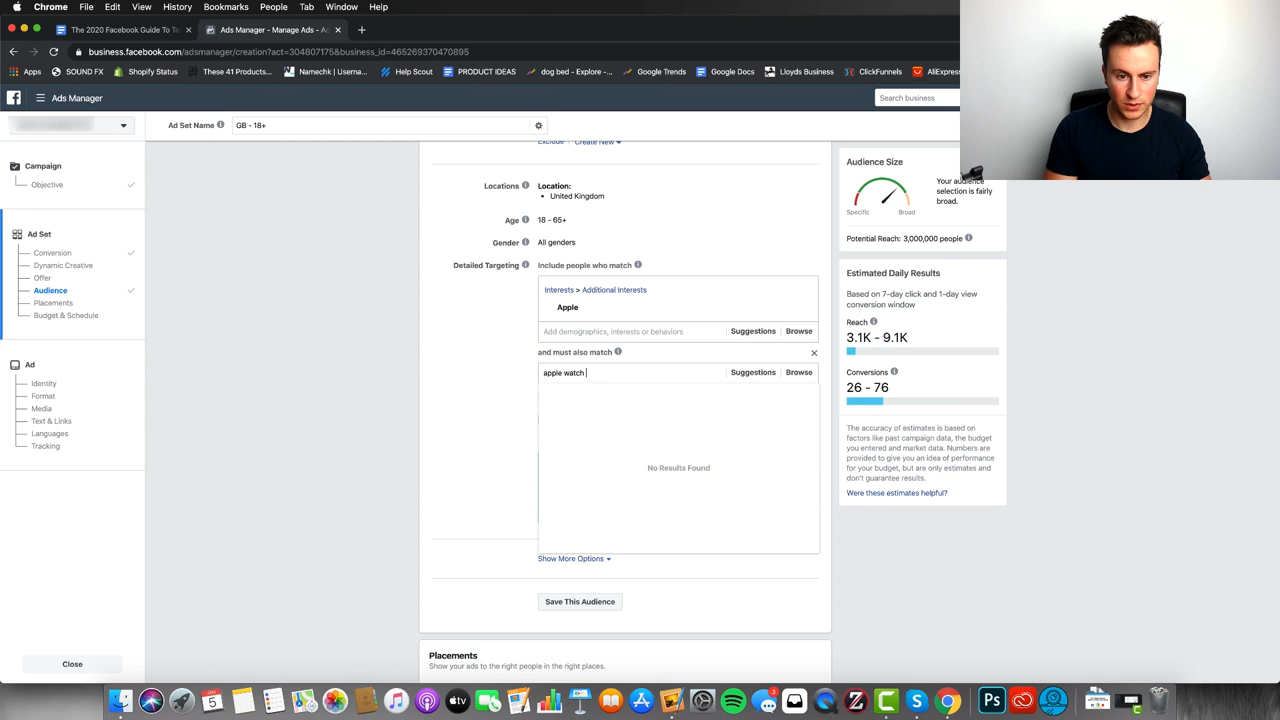 Chrome File Edit View History Bookmarks People Tab Window Help
The 2020 Facebook Guide To Te
Ads Manager - Manage Ads - A
business.facebook.com/adsmanager/creation?act=304807175&business_id=465269370470895
Apps SOUND FX Shopify Status These 41 Products... Namechk | Userna... Help PRODUCT IDEAS dog bed - Explore -... Google Trends Google Docs Lloyds Business ClickFunnels AliExpres
Ads Manager
Search business
Ad Set Name
GB - 18+
Campaign
Objective
Ad Set
Conversion
Dynamic Creative
Offer
Audience
Placements
Budget & Schedule
Ad
Identity
Format
Media
Text & Links
Languages
Tracking
Close
Exclude Create New
Locations
Location:
United Kingdom
Age
18 - 65+
Gender
All genders
Detailed Targeting
Include people who match
Interests > Additional Interests
Apple
Add demographics, interests or behaviors
Suggestions
Browse
and must also match
apple watch
Suggestions
Browse
No Results Found
Show More Options
Save This Audience
Placements
Show your ads to the right people in the right places.
Audience Size
Your audience
selection is fairly
broad.
Specific
Broad
Potential Reach: 3,000,000 people
Estimated Daily Results
Based on 7-day click and 1-day view
conversion window
Reach
3.1K - 9.1K
Conversions
26 - 76
The accuracy of estimates is based on
factors like past campaign data, the budget
you entered and market data. Numbers are
provided to give you an idea of performance
for your budget, but are only estimates and
don't guarantee results.
Were these estimates helpful?
JAN
5
3
tv
Ps